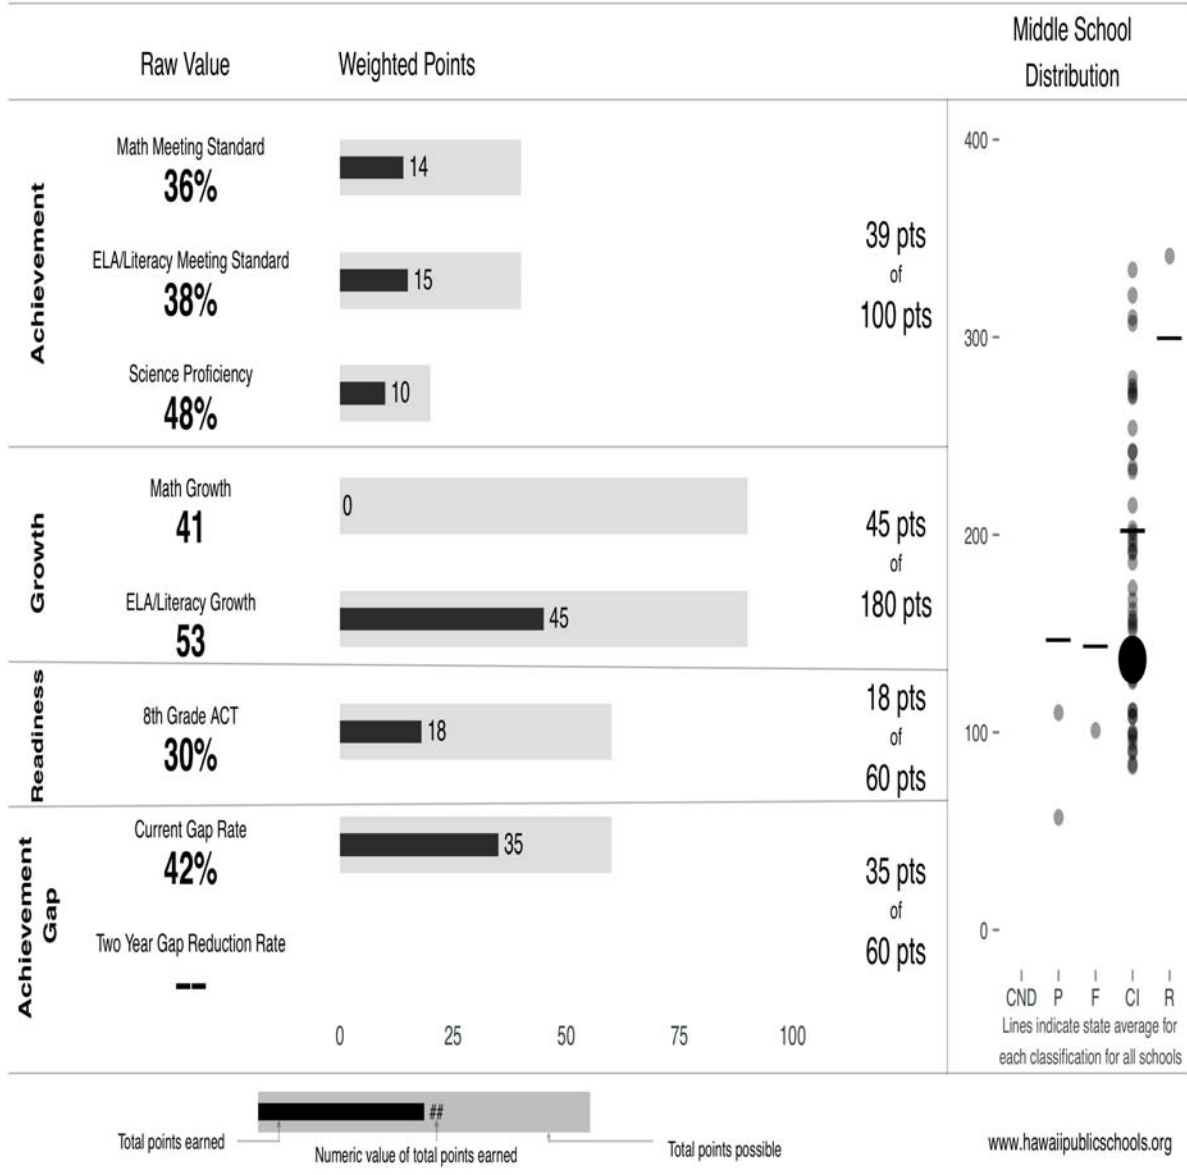 Middle School
Distribution
Raw Value
Weighted Points
Achievement
Math Meeting Standard
36%
14
ELA/Literacy Meeting Standard
38%
15
Science Proficiency
48%
10
39 pts
of
100 pts
Growth
Math Growth
41
0
ELA/Literacy Growth
53
45
45 pts
of
180 pts
Readiness
8th Grade ACT
30%
18
18 pts
of
60 pts
Achievement
Gap
Current Gap Rate
42%
35
Two Year Gap Reduction Rate
--
35 pts
of
60 pts
0 25 50 75 100
400
300
200
100
0
CND P F CI R
Lines indicate state average for
each classification for all schools
##
Total points earned
Numeric value of total points earned
Total points possible
www.hawaiipublicschools.org